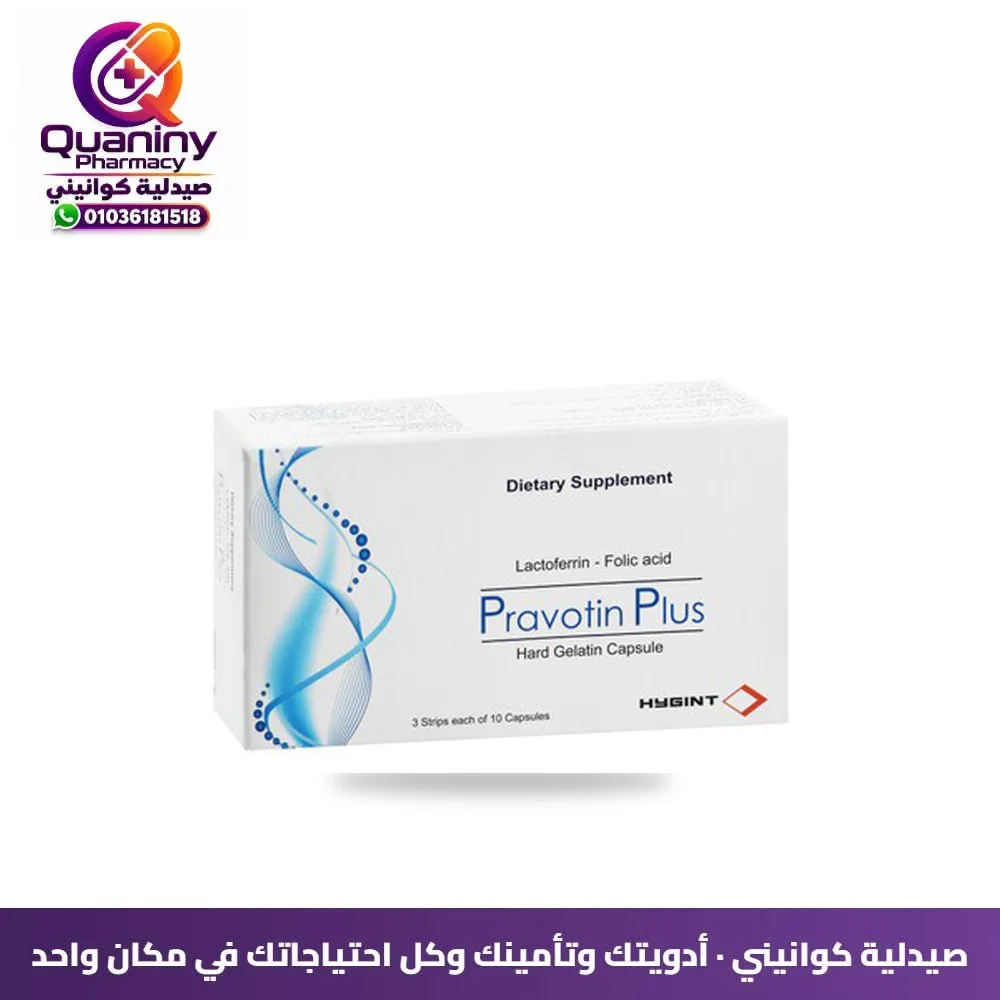 Quaniny
Pharmacy
صيدلية كوانيني
01036181518
Dietary Supplement
Lactoferrin - Folic acid
Pravotin Plus
Hard Gelatin Capsule
HYGINT
3 Strips each of 10 Capsules
صيدلية كوانيني · أدويتك وتأمينك وكل احتياجاتك في مكان واحد